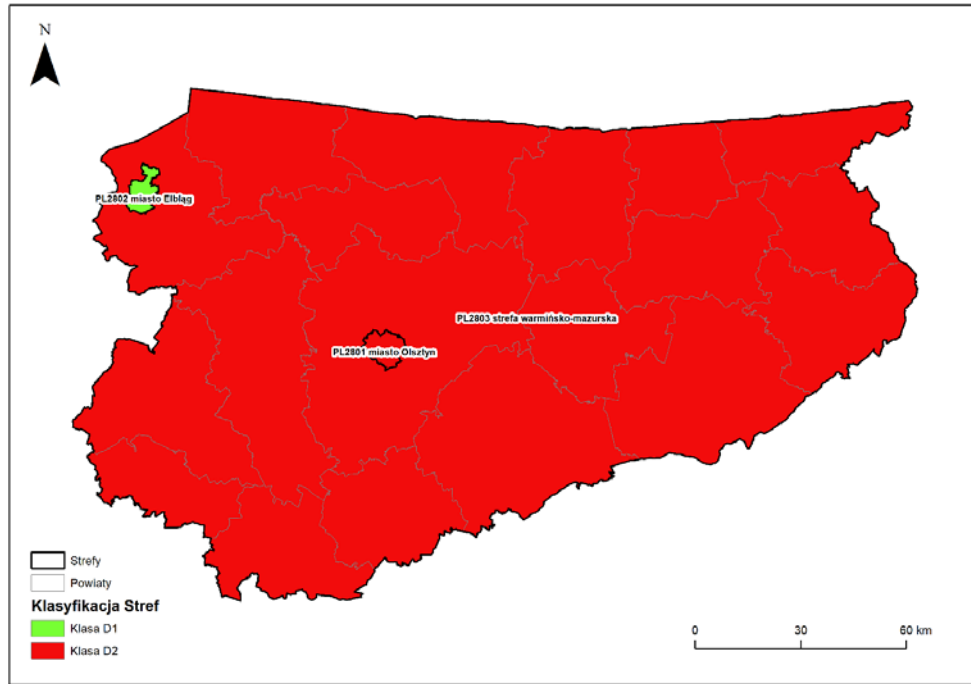 N
PL2802 miasto Elbląg
PL2803 strefa warmińsko-mazurska
PL2801 miasto Olsztyn
Strefy
Powiaty
Klasyfikacja Stref
Klasa D1
Klasa D2
0 30 60 km